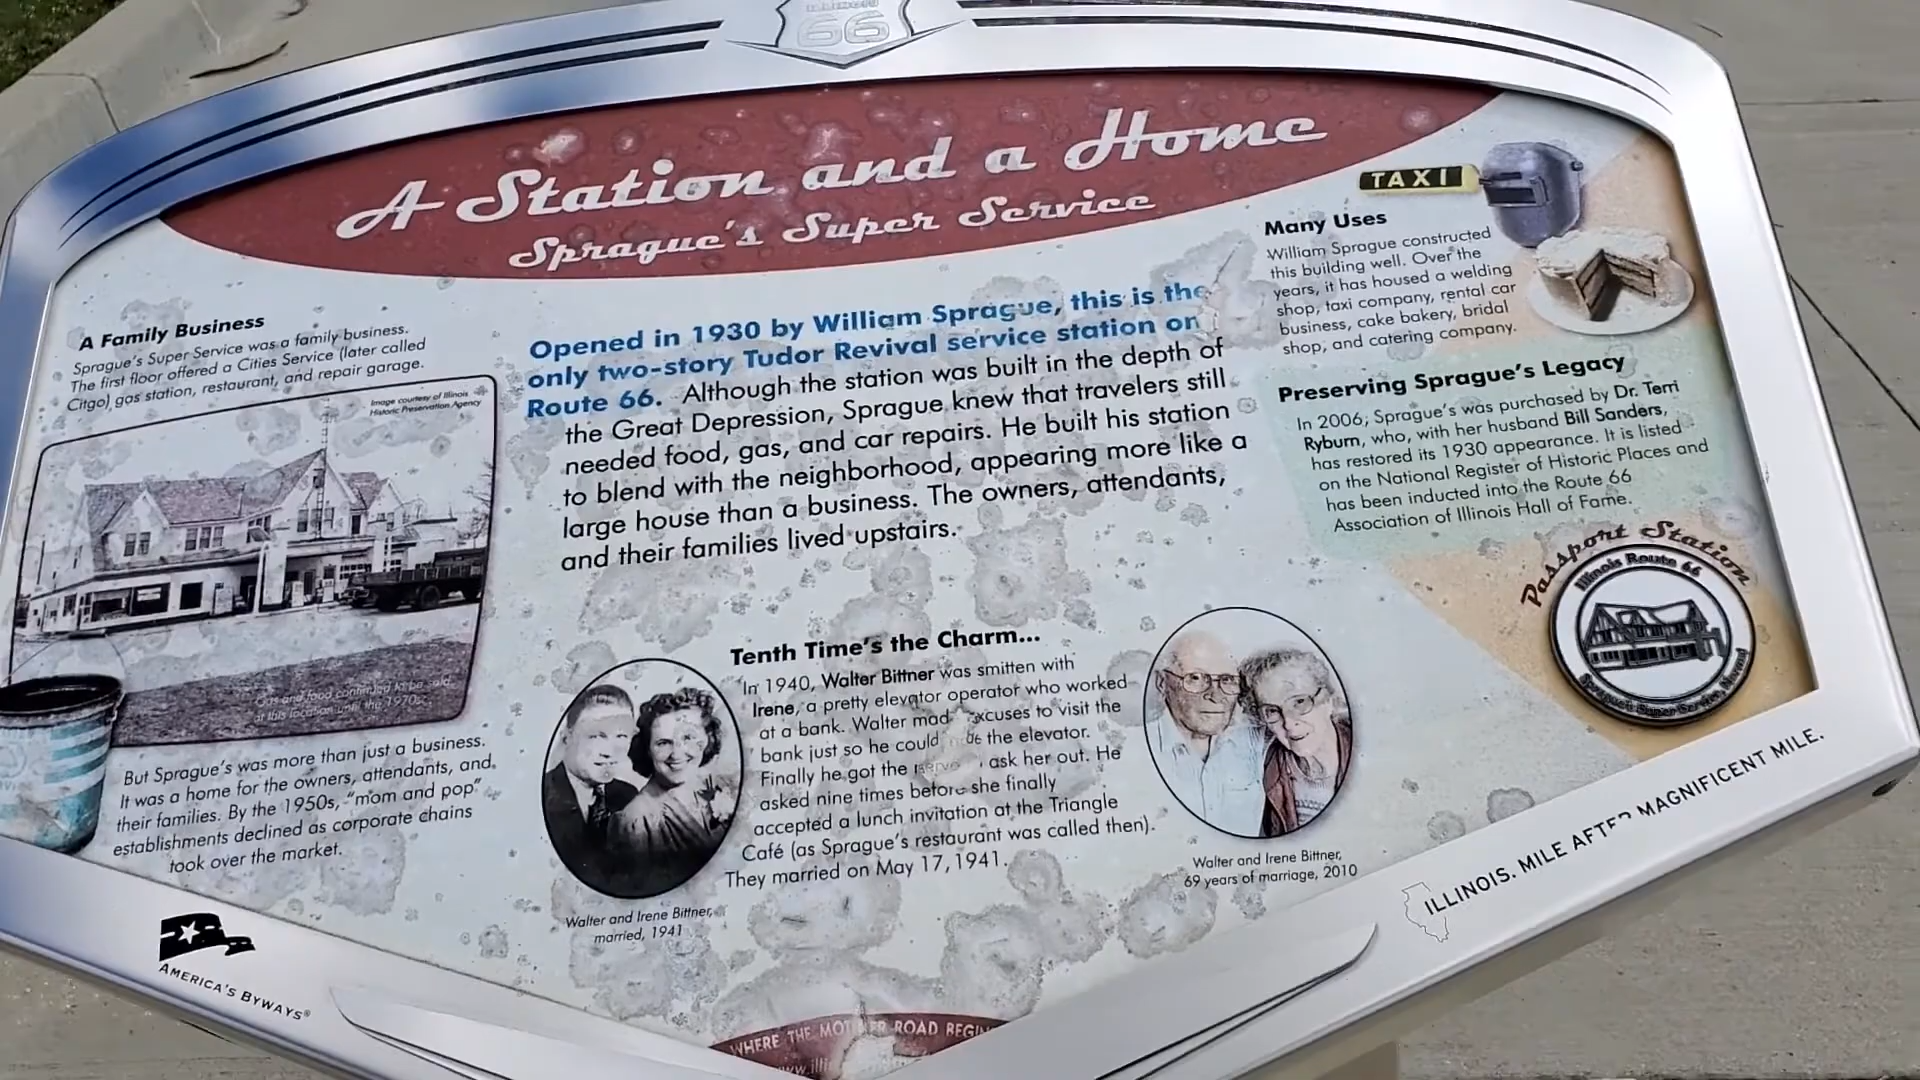 ILLINOIS
66
A Station and a Home
Sprague's Super Service
A Family Business
Sprague's Super Service was a family business.
The first floor offered a Cities Service (later called
Citgo) gas station, restaurant, and repair garage.
Image courtesy of Illinois
Historic Preservation Agency
Gas and food continued to be sold
at this location until the 1970s.
But Sprague's was more than just a business.
It was a home for the owners, attendants, and
their families. By the 1950s, "mom and pop"
establishments declined as corporate chains
took over the market.
Opened in 1930 by William Sprague, this is the
only two-story Tudor Revival service station on
Route 66. Although the station was built in the depth of
the Great Depression, Sprague knew that travelers still
needed food, gas, and car repairs. He built his station
to blend with the neighborhood, appearing more like a
large house than a business. The owners, attendants,
and their families lived upstairs.
Tenth Time's the Charm...
In 1940, Walter Bittner was smitten with
Irene, a pretty elevator operator who worked
at a bank. Walter mad xcuses to visit the
bank just so he could the elevator.
Finally he got the nerve ask her out. He
asked nine times before she finally
accepted a lunch invitation at the Triangle
Café (as Sprague's restaurant was called then).
They married on May 17, 1941.
Walter and Irene Bittner,
married, 1941
Walter and Irene Bittner,
69 years of marriage, 2010
TAXI
Many Uses
William Sprague constructed
this building well. Over the
years, it has housed a welding
shop, taxi company, rental car
business, cake bakery, bridal
shop, and catering company.
Preserving Sprague's Legacy
In 2006, Sprague's was purchased by Dr. Terri
Ryburn, who, with her husband Bill Sanders,
has restored its 1930 appearance. It is listed
on the National Register of Historic Places and
has been inducted into the Route 66
Association of Illinois Hall of Fame.
Passport Station
Illinois Route 66
Sprague's Super Service, Normal
AMERICA'S BYWAYS®
ILLINOIS. MILE AFTER MAGNIFICENT MILE.
WHERE THE MOTHER ROAD BEGIN
www.illi